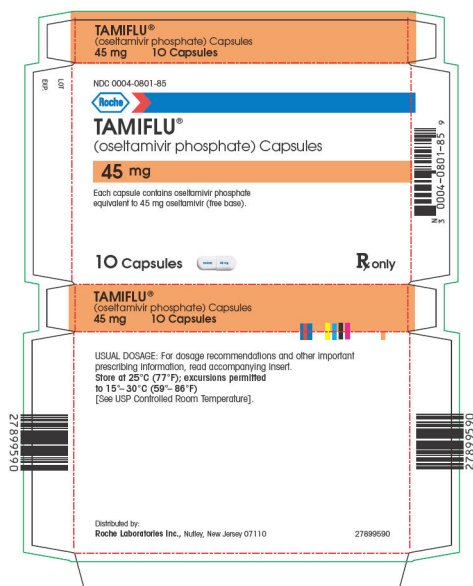 TAMIFLU®
(oseltamivir phosphate) Capsules
45 mg 10 Capsules
LOT
EXP.
NDC 0004-0801-85
Roche
TAMIFLU®
(oseltamivir phosphate) Capsules
45 mg
Each capsule contains oseltamivir phosphate
equivalent to 45 mg oseltamivir (free base).
10 Capsules
℞ only
N
3 0004-0801-85 9
TAMIFLU®
(oseltamivir phosphate) Capsules
45 mg 10 Capsules
USUAL DOSAGE: For dosage recommendations and other important
prescribing information, read accompanying insert.
Store at 25°C (77°F); excursions permitted
to 15°–30°C (59°–86°F)
[See USP Controlled Room Temperature].
27899590
27899590
Distributed by:
Roche Laboratories Inc., Nutley, New Jersey 07110
27899590